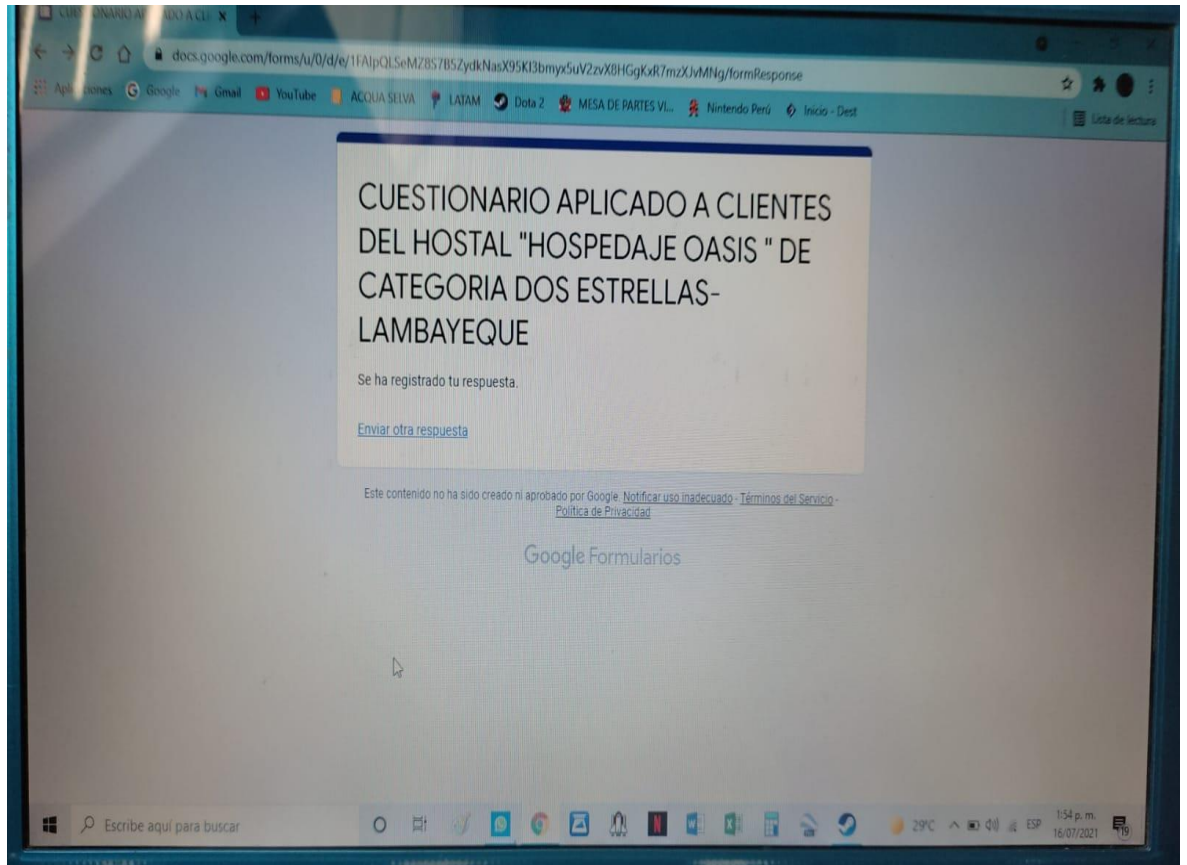 docs.google.com/forms/u/0/d/e/1FAIpQLSeMZ8S7B5ZydkNasX95KI3bmyx5uV2zvX8HGgKxR7mzXJvMNg/formResponse
Google Gmail YouTube ACQUA SELVA LATAM Dota 2 MESA DE PARTES VI... Nintendo Perú Inicio - Dest
Lista de lectura
CUESTIONARIO APLICADO A CLIENTES
DEL HOSTAL "HOSPEDAJE OASIS " DE
CATEGORIA DOS ESTRELLAS-
LAMBAYEQUE
Se ha registrado tu respuesta.
Enviar otra respuesta
Este contenido no ha sido creado ni aprobado por Google. Notificar uso inadecuado - Términos del Servicio -
Política de Privacidad
Google Formularios
Escribe aquí para buscar
29°C ESP
1:54 p. m.
16/07/2021
19